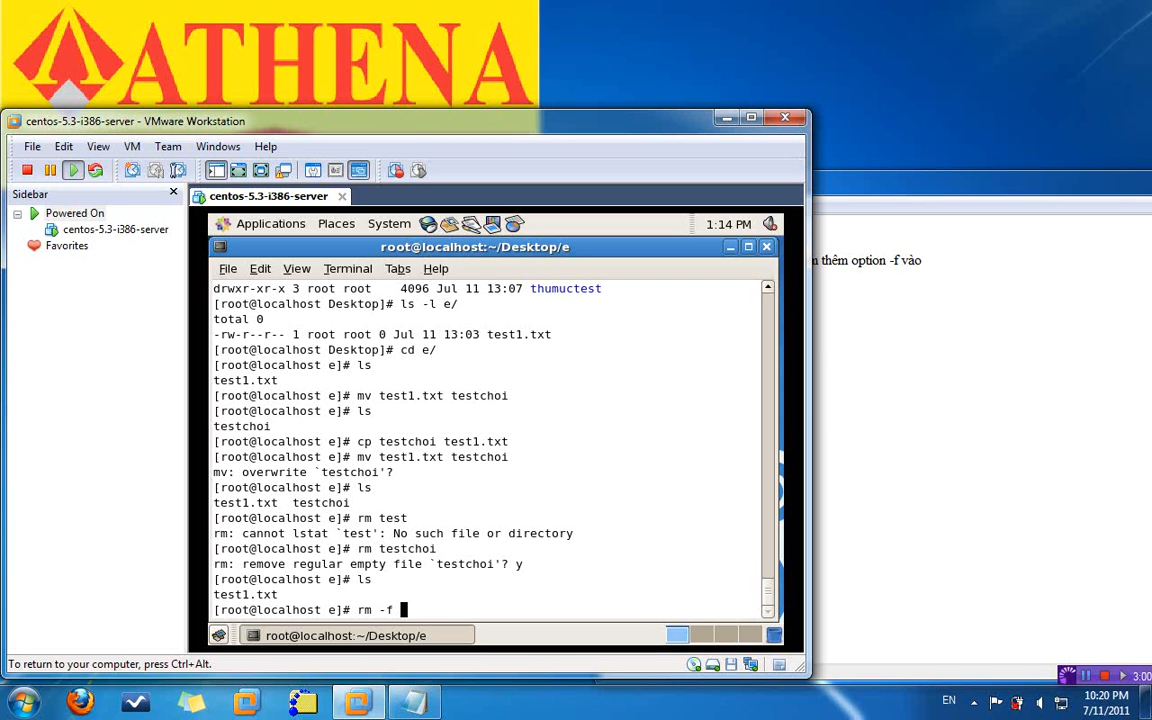 ATHENA
centos-5.3-i386-server - VMware Workstation
File Edit View VM Team Windows Help
Sidebar
centos-5.3-i386-server
Powered On
centos-5.3-i386-server
Favorites
Applications Places System 1:14 PM
root@localhost:~/Desktop/e
File Edit View Terminal Tabs Help
thêm option -f vào
drwxr-xr-x 3 root root    4096 Jul 11 13:07 thumuctest
[root@localhost Desktop]# ls -l e/
total 0
-rw-r--r-- 1 root root 0 Jul 11 13:03 test1.txt
[root@localhost Desktop]# cd e/
[root@localhost e]# ls
test1.txt
[root@localhost e]# mv test1.txt testchoi
[root@localhost e]# ls
testchoi
[root@localhost e]# cp testchoi test1.txt
[root@localhost e]# mv test1.txt testchoi
mv: overwrite `testchoi'?
[root@localhost e]# ls
test1.txt  testchoi
[root@localhost e]# rm test
rm: cannot lstat `test': No such file or directory
[root@localhost e]# rm testchoi
rm: remove regular empty file `testchoi'? y
[root@localhost e]# ls
test1.txt
[root@localhost e]# rm -f
root@localhost:~/Desktop/e
To return to your computer, press Ctrl+Alt.
3:00
EN
10:20 PM
7/11/2011